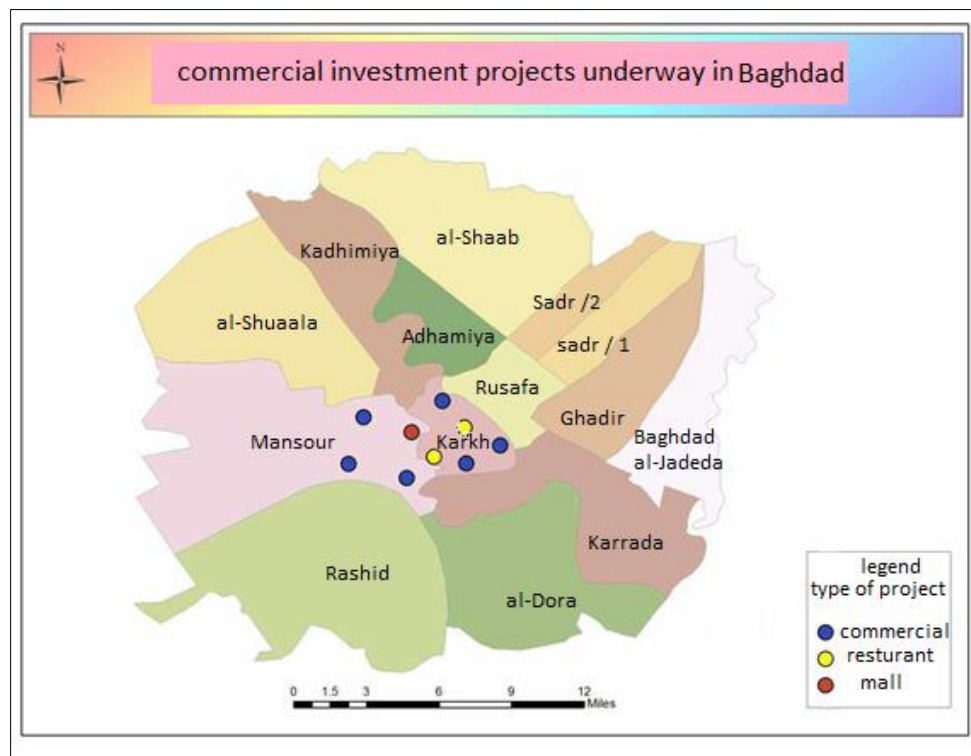 N
commercial investment projects underway in Baghdad
al-Shaab
Kadhimiya
Sadr /2
al-Shuaala
Adhamiya
sadr / 1
Rusafa
Ghadir
Mansour
Karkh
Baghdad
al-Jadeda
Karrada
Rashid
al-Dora
legend
type of project
commercial
resturant
mall
0 1.5 3 6 9 12
Miles